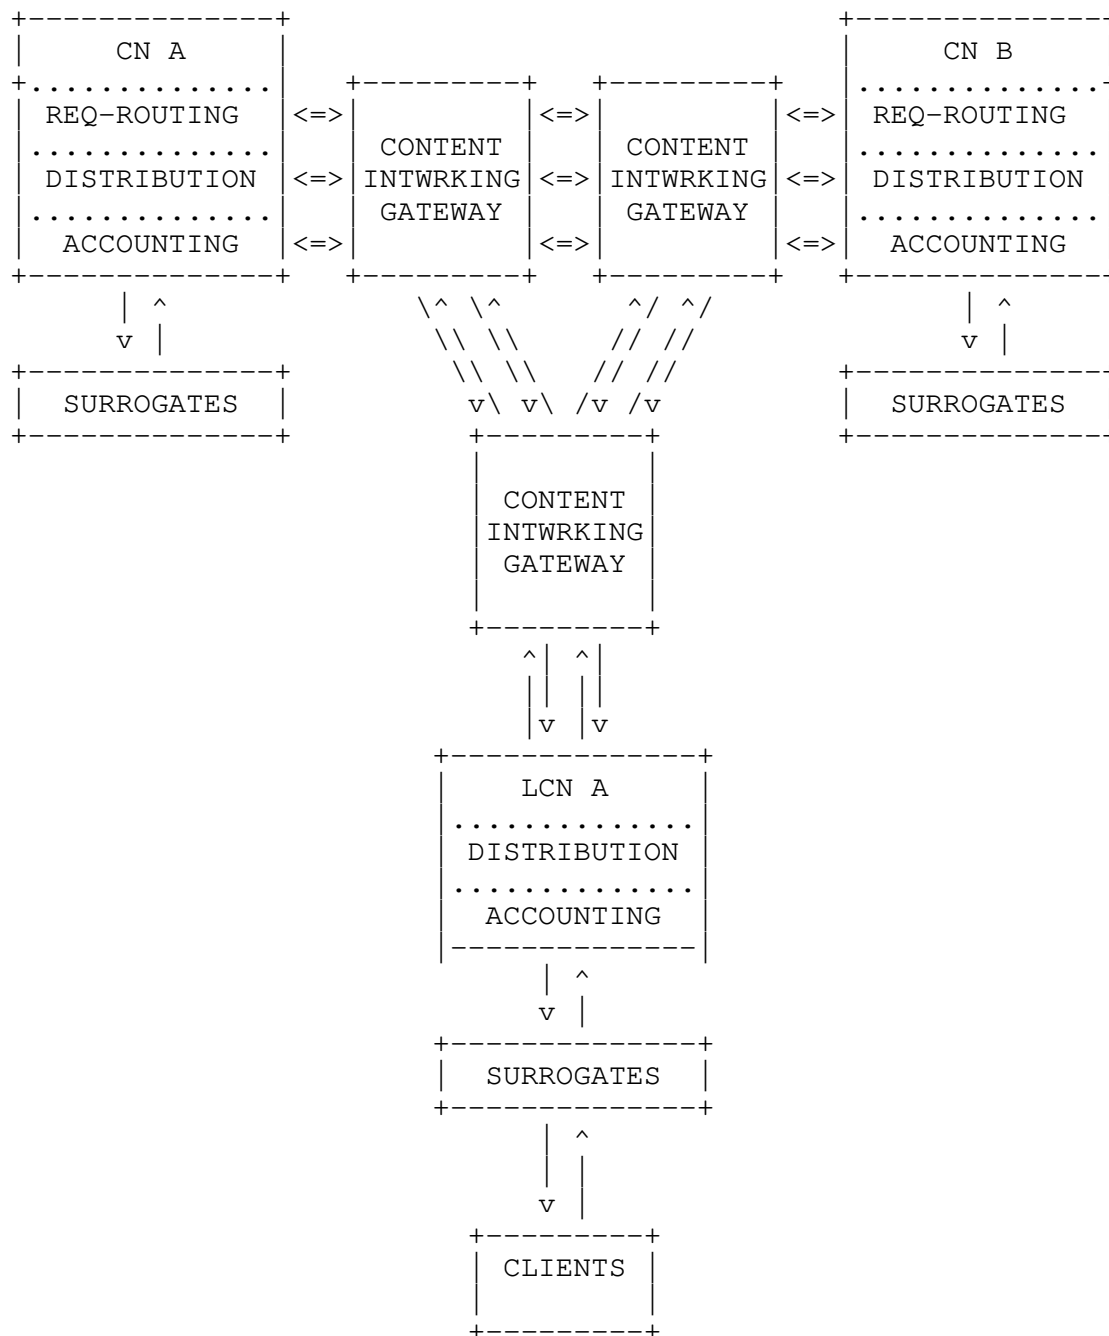 CN A CN B
REQ-ROUTING <=> <=> <=> REQ-ROUTING
CONTENT CONTENT
DISTRIBUTION <=> INTWRKING <=> INTWRKING <=> DISTRIBUTION
GATEWAY GATEWAY
ACCOUNTING <=> <=> <=> ACCOUNTING
SURROGATES SURROGATES
CONTENT
INTWRKING
GATEWAY
LCN A
DISTRIBUTION
ACCOUNTING
SURROGATES
CLIENTS